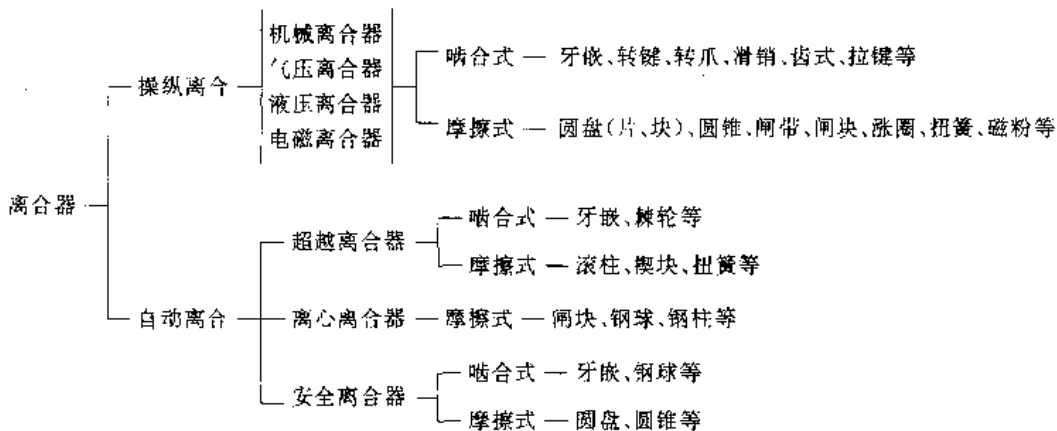 机械离合器
气压离合器
液压离合器
电磁离合器
操纵离合
啮合式 — 牙嵌、转键、转爪、滑销、齿式、拉键等
摩擦式 — 圆盘(片、块)、圆锥、闸带、闸块、涨圈、扭簧、磁粉等
离合器
超越离合器
啮合式 — 牙嵌、棘轮等
摩擦式 — 滚柱、楔块、扭簧等
自动离合
离心离合器 — 摩擦式 — 闸块、钢球、钢柱等
安全离合器
啮合式 — 牙嵌、钢球等
摩擦式 — 圆盘、圆锥等